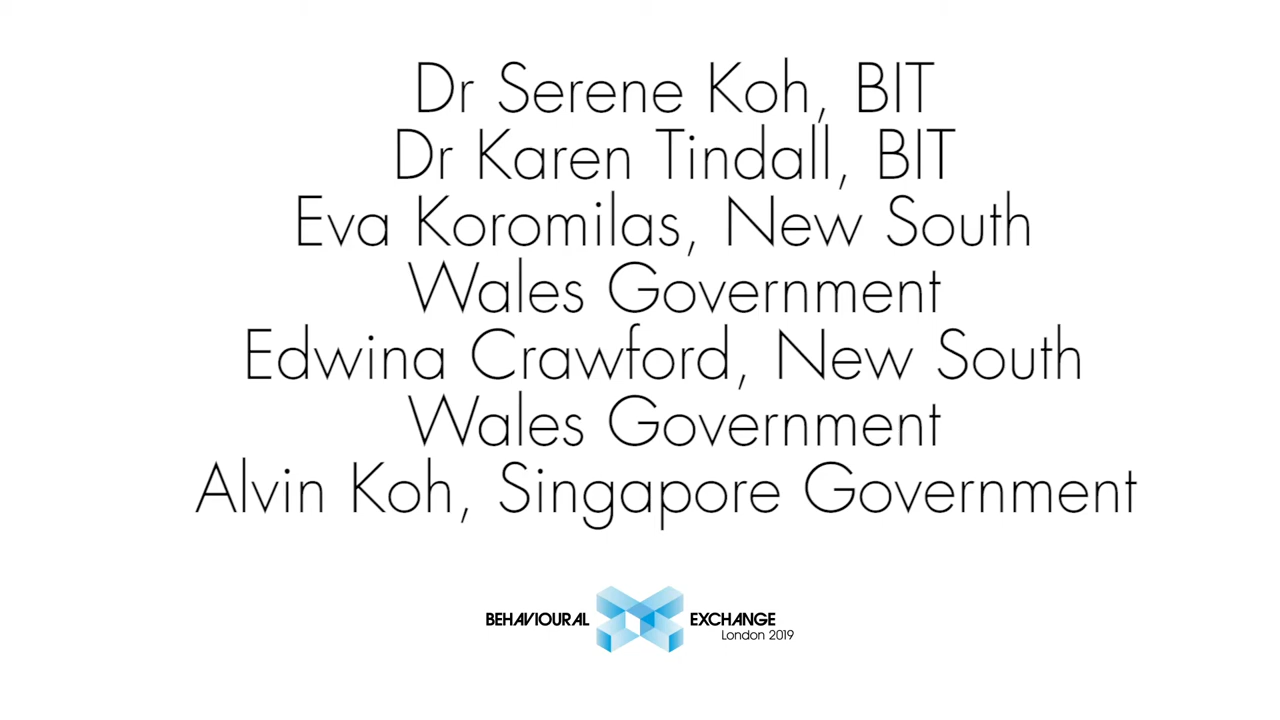 Dr Serene Koh, BIT
Dr Karen Tindall, BIT
Eva Koromilas, New South
Wales Government
Edwina Crawford, New South
Wales Government
Alvin Koh, Singapore Government
BEHAVIOURAL EXCHANGE
London 2019